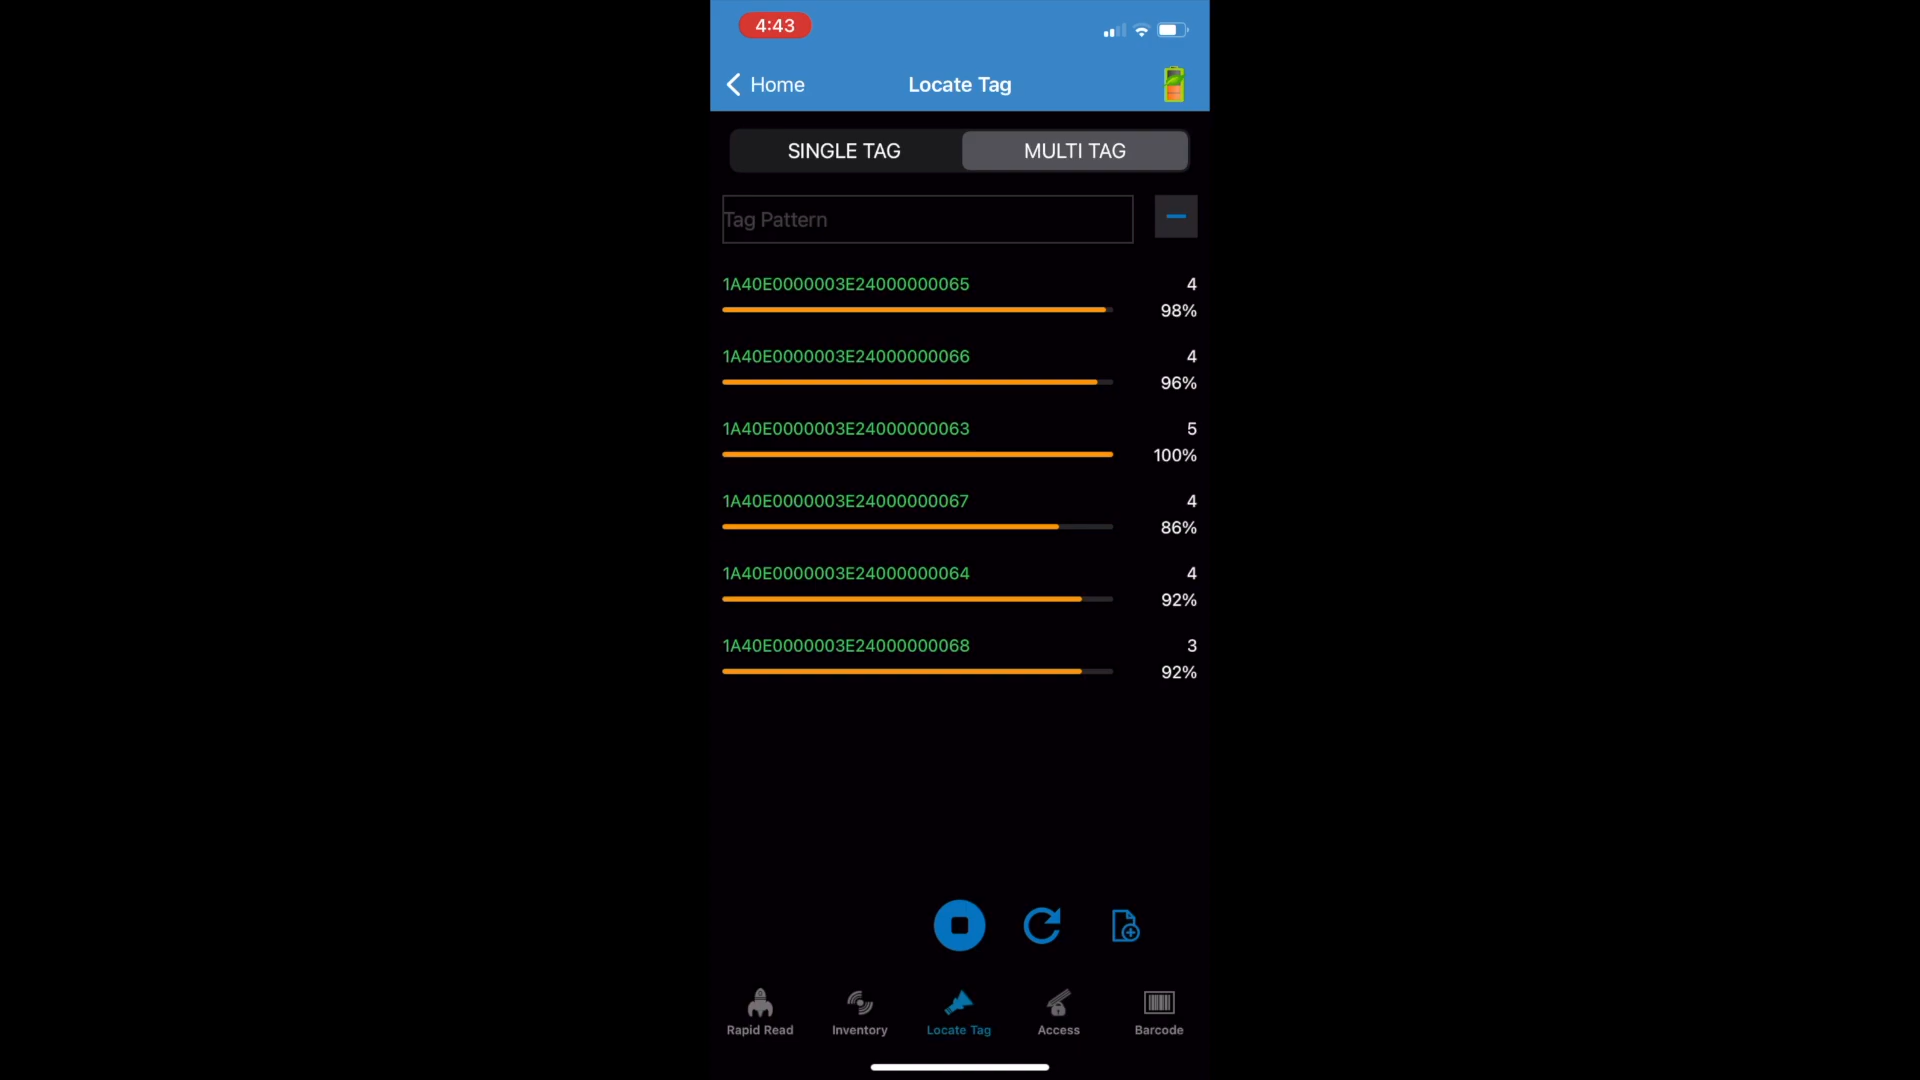 4:43
Home
Locate Tag
SINGLE TAG
MULTI TAG
Tag Pattern
1A40E0000003E24000000065
4
98%
1A40E0000003E24000000066
4
96%
1A40E0000003E24000000063
5
100%
1A40E0000003E24000000067
4
86%
1A40E0000003E24000000064
4
92%
1A40E0000003E24000000068
3
92%
Rapid Read
Inventory
Locate Tag
Access
Barcode